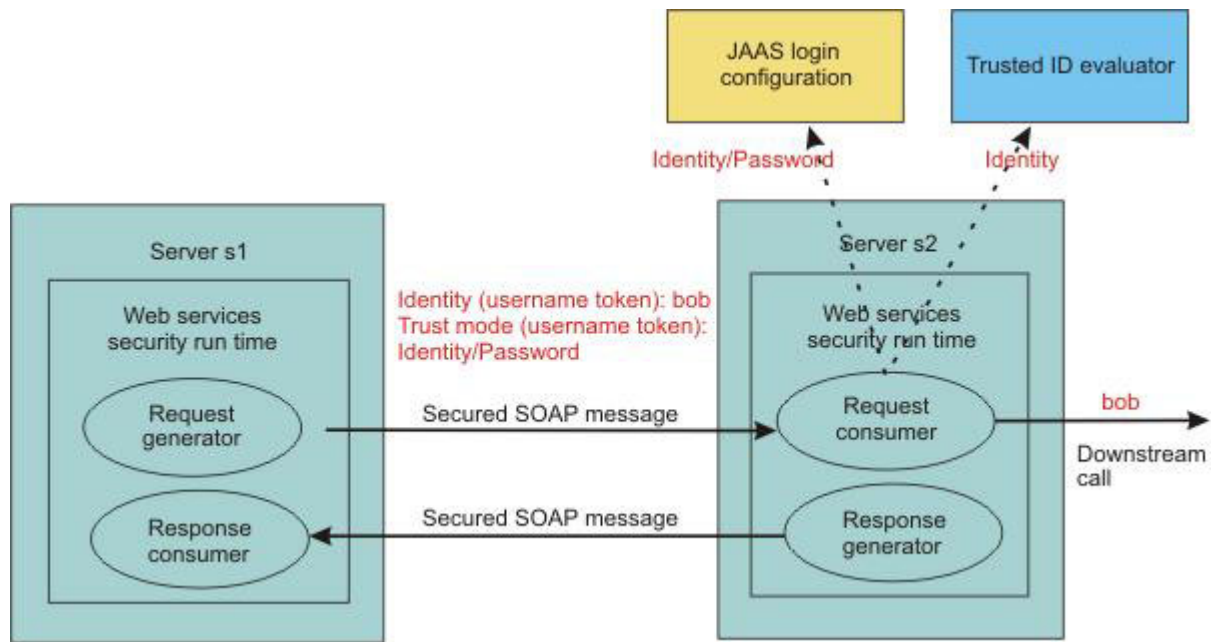 JAAS login
configuration
Trusted ID evaluator
Identity/Password
Identity
Server s1
Server s2
Web services
security run time
Identity (username token): bob
Trust mode (username token):
Identity/Password
Web services
security run time
Request
generator
Secured SOAP message
Request
consumer
bob
Downstream
call
Response
consumer
Secured SOAP message
Response
generator